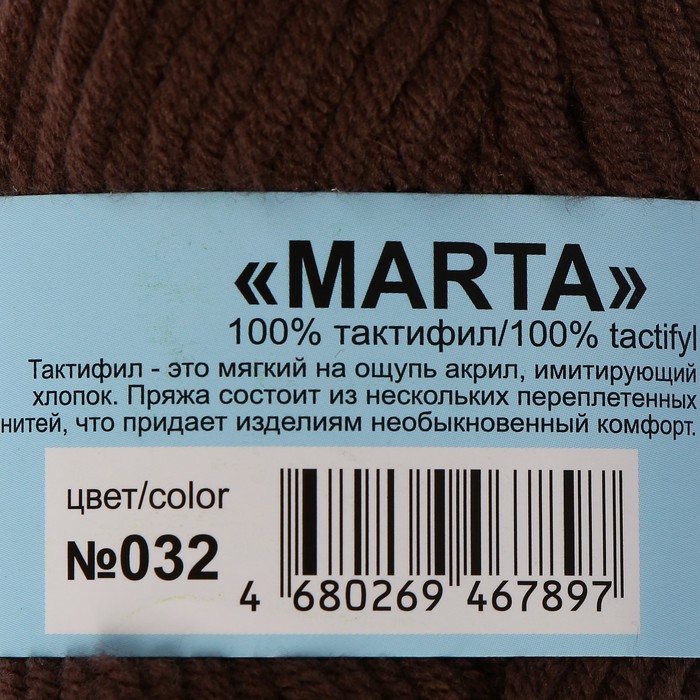 «MARTA»
100% тактифил/100% tactifyl
Тактифил - это мягкий на ощупь акрил, имитирующий
хлопок. Пряжа состоит из нескольких переплетенных
нитей, что придает изделиям необыкновенный комфорт.
цвет/color
№032
4 680269 467897